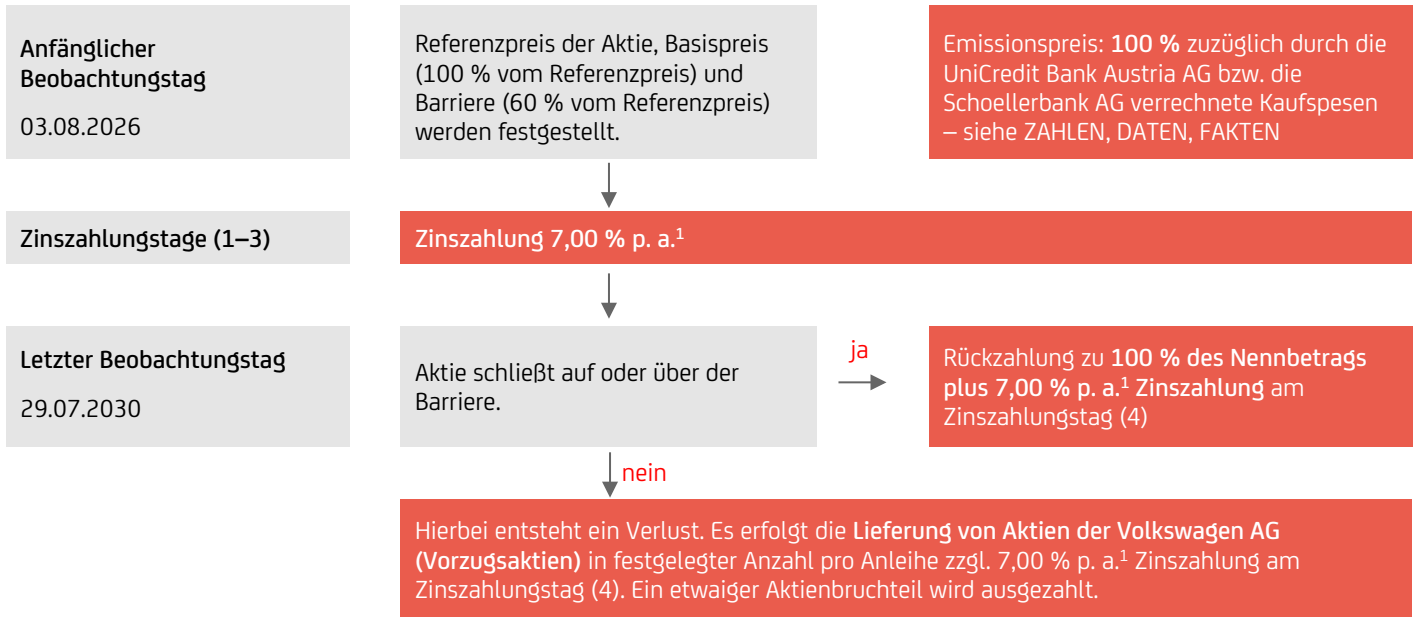 Anfänglicher
Beobachtungstag
03.08.2026
Referenzpreis der Aktie, Basispreis
(100 % vom Referenzpreis) und
Barriere (60 % vom Referenzpreis)
werden festgestellt.
Emissionspreis: 100 % zuzüglich durch die
UniCredit Bank Austria AG bzw. die
Schoellerbank AG verrechnete Kaufspesen
– siehe ZAHLEN, DATEN, FAKTEN
Zinszahlungstage (1–3)
Zinszahlung 7,00 % p. a.¹
Letzter Beobachtungstag
29.07.2030
Aktie schließt auf oder über der
Barriere.
ja
Rückzahlung zu 100 % des Nennbetrags
plus 7,00 % p. a.¹ Zinszahlung am
Zinszahlungstag (4)
nein
Hierbei entsteht ein Verlust. Es erfolgt die Lieferung von Aktien der Volkswagen AG
(Vorzugsaktien) in festgelegter Anzahl pro Anleihe zzgl. 7,00 % p. a.¹ Zinszahlung am
Zinszahlungstag (4). Ein etwaiger Aktienbruchteil wird ausgezahlt.